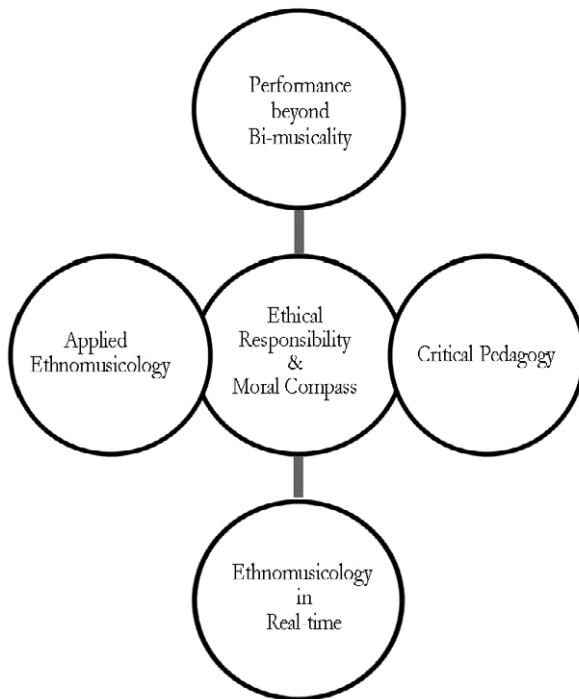 Performance
beyond
Bi-musicality
Applied
Ethnomusicology
Ethical
Responsibility
&
Moral Compass
Critical Pedagogy
Ethnomusicology
in
Real-time